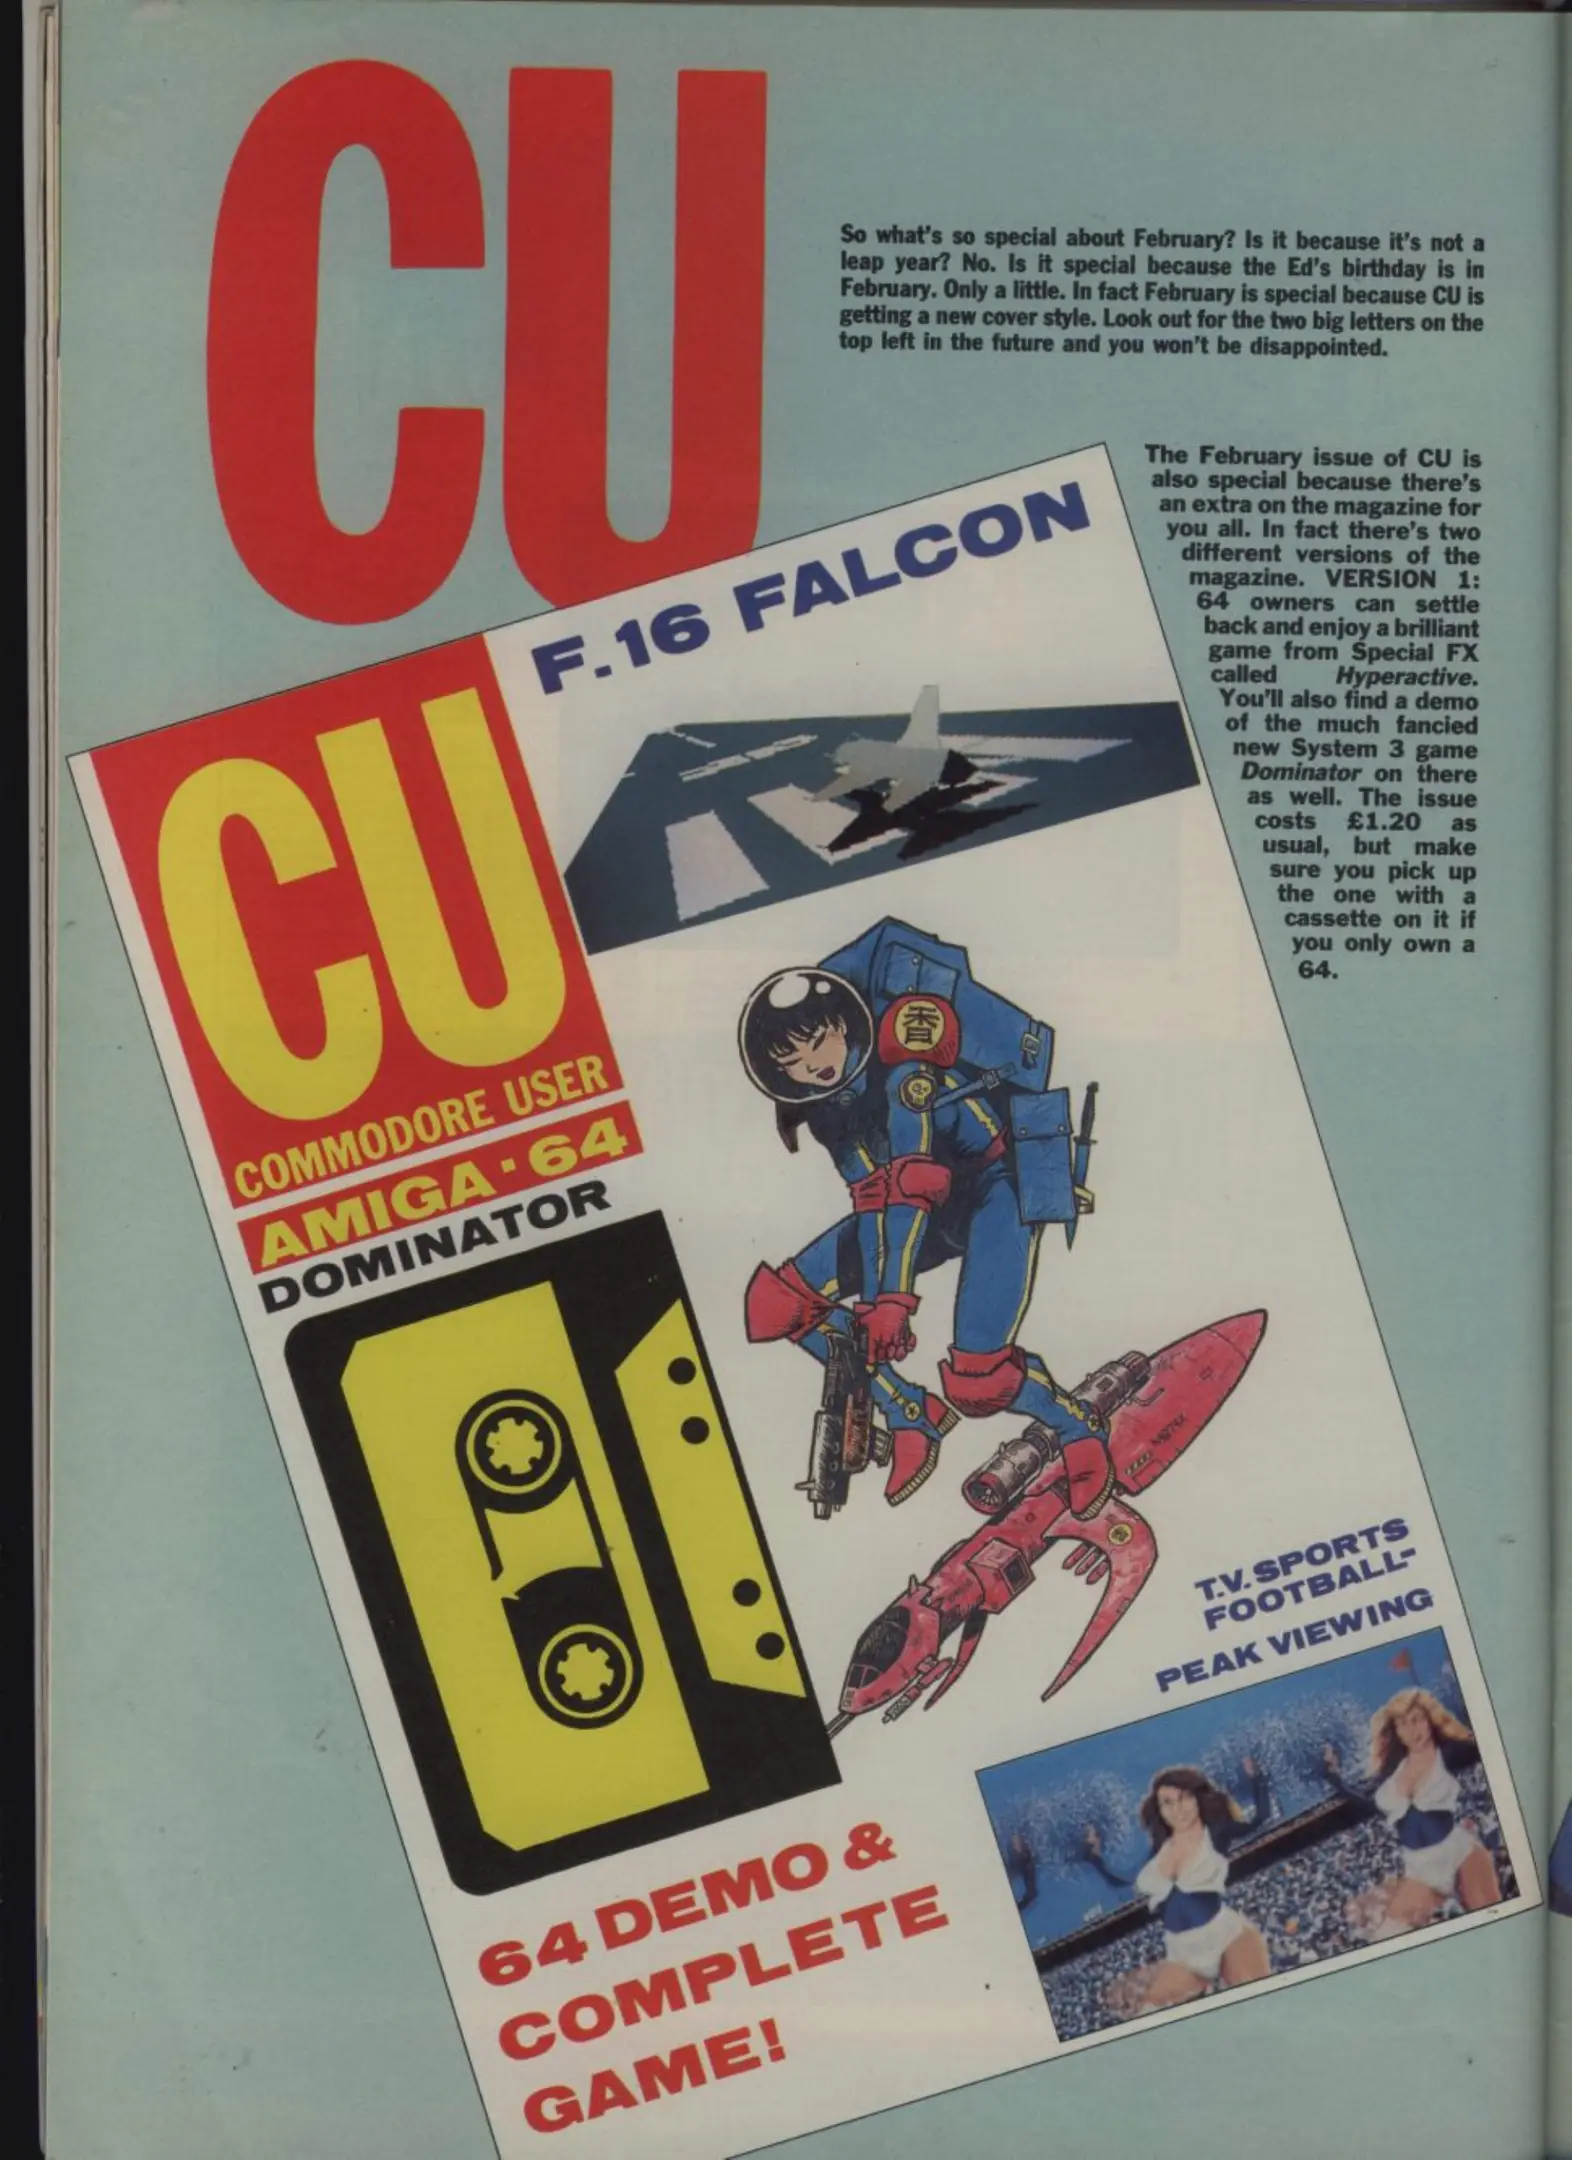 CU
So what's so special about February? Is it because it's not a
leap year? No. Is it special because the Ed's birthday is in
February. Only a little. In fact February is special because CU is
getting a new cover style. Look out for the two big letters on the
top left in the future and you won't be disappointed.
The February issue of CU is
also special because there's
an extra on the magazine for
you all. In fact there's two
different versions of the
magazine. VERSION 1:
64 owners can settle
back and enjoy a brilliant
game from Special FX
called Hyperactive.
You'll also find a demo
of the much fancied
new System 3 game
Dominator on there
as well. The issue
costs £1.20 as
usual, but make
sure you pick up
the one with a
cassette on it if
you only own a
64.
F.16 FALCON
CU
COMMODORE USER
AMIGA·64
DOMINATOR
香
T.V. SPORTS
FOOTBALL-
PEAK VIEWING
64 DEMO &
COMPLETE
GAME!